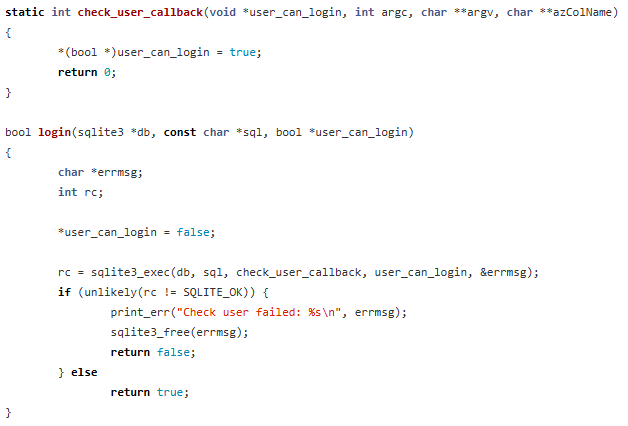 static int check_user_callback(void *user_can_login, int argc, char **argv, char **azColName)
{
        *(bool *)user_can_login = true;
        return 0;
}

bool login(sqlite3 *db, const char *sql, bool *user_can_login)
{
        char *errmsg;
        int rc;

        *user_can_login = false;

        rc = sqlite3_exec(db, sql, check_user_callback, user_can_login, &errmsg);
        if (unlikely(rc != SQLITE_OK)) {
                print_err("Check user failed: %s\n", errmsg);
                sqlite3_free(errmsg);
                return false;
        } else
                return true;
}